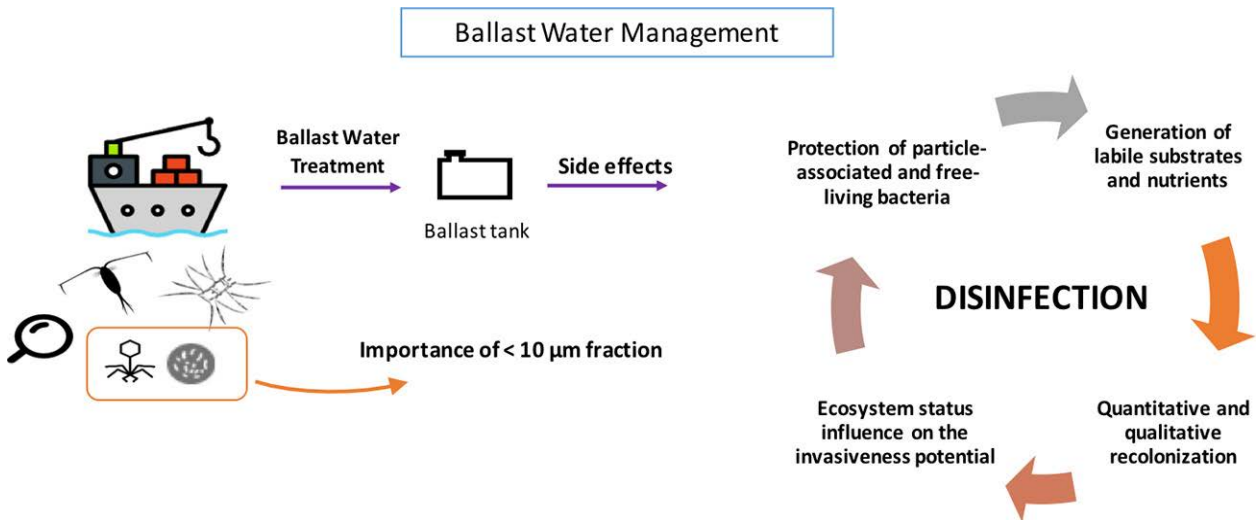 Ballast Water Management
Ballast Water
Treatment
Ballast tank
Side effects
Importance of < 10 µm fraction
Protection of particle-
associated and free-
living bacteria
Generation of
labile substrates
and nutrients
DISINFECTION
Quantitative and
qualitative
recolonization
Ecosystem status
influence on the
invasiveness potential